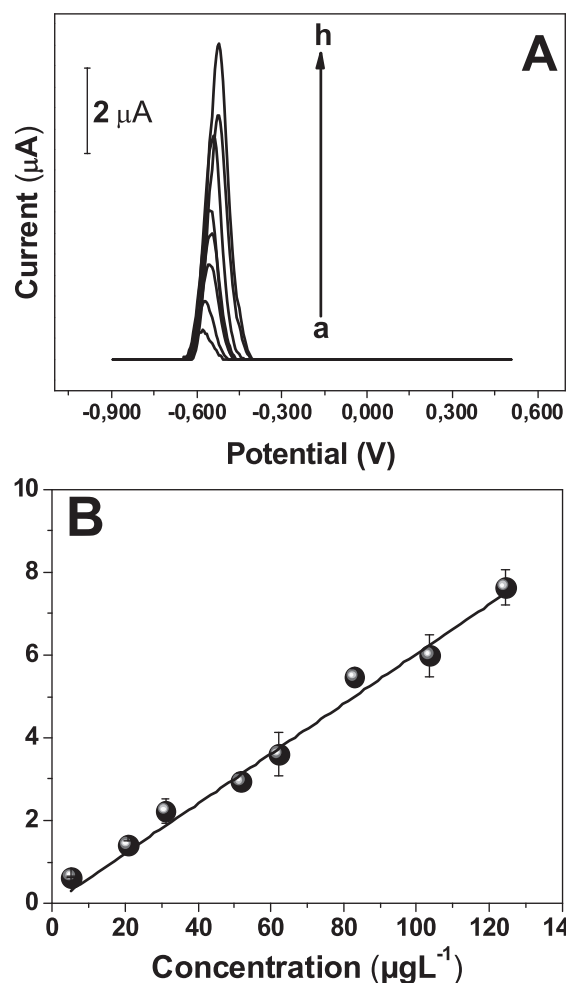 h
A
2 μA
Current (μA)
a
-0,900 -0,600 -0,300 0,000 0,300 0,600
Potential (V)
10
B
8
6
4
2
0
0 20 40 60 80 100 120 14
Concentration (μgL⁻¹)